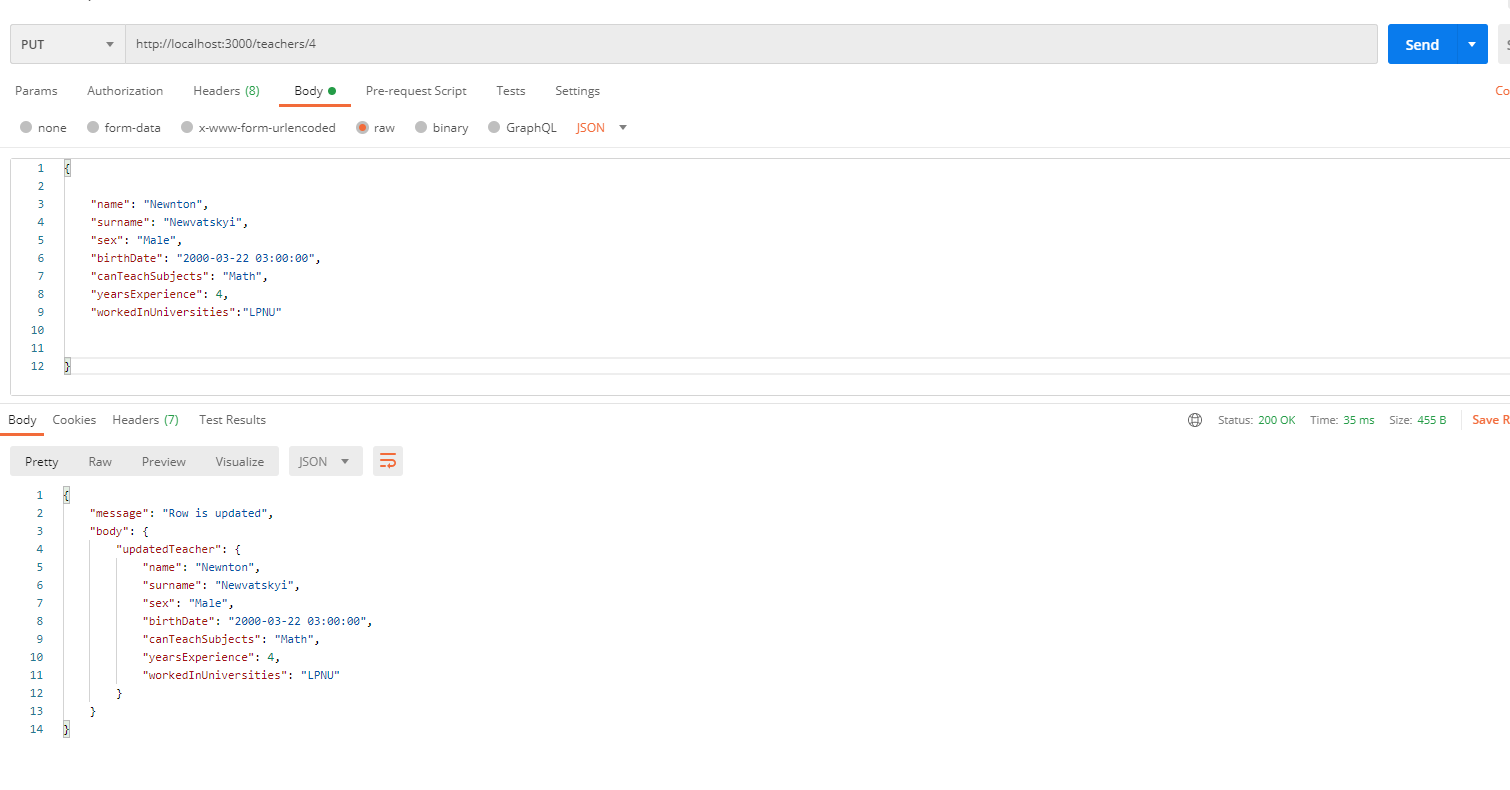 PUT http://localhost:3000/teachers/4 Send
Params Authorization Headers (8) Body Pre-request Script Tests Settings Co
none form-data x-www-form-urlencoded raw binary GraphQL JSON
1 {
2
3 "name": "Newnton",
4 "surname": "Newvatskyi",
5 "sex": "Male",
6 "birthDate": "2000-03-22 03:00:00",
7 "canTeachSubjects": "Math",
8 "yearsExperience": 4,
9 "workedInUniversities":"LPNU"
10
11
12 }
Body Cookies Headers (7) Test Results Status: 200 OK Time: 35 ms Size: 455 B Save R
Pretty Raw Preview Visualize JSON
1 {
2 "message": "Row is updated",
3 "body": {
4 "updatedTeacher": {
5 "name": "Newnton",
6 "surname": "Newvatskyi",
7 "sex": "Male",
8 "birthDate": "2000-03-22 03:00:00",
9 "canTeachSubjects": "Math",
10 "yearsExperience": 4,
11 "workedInUniversities": "LPNU"
12 }
13 }
14 }